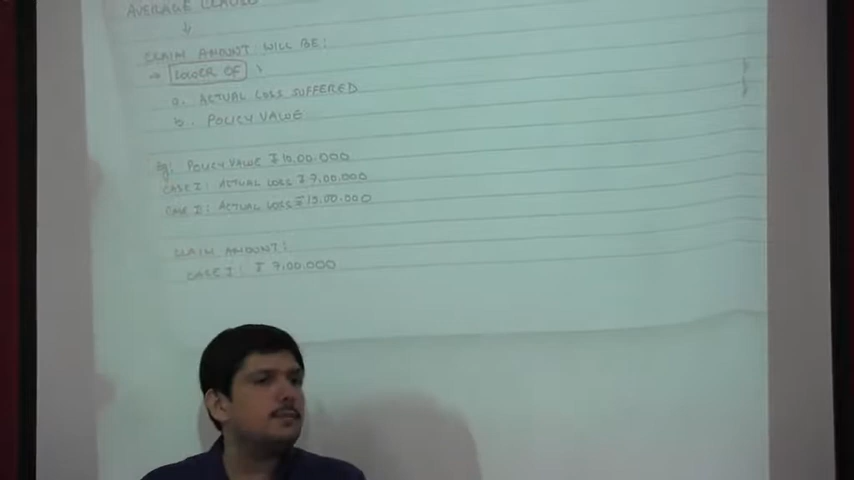 AVERAGE CLAUSE
↓
CLAIM AMOUNT WILL BE:
→ LOWER OF
a. ACTUAL LOSS SUFFERED
b. POLICY VALUE
Eg: POLICY VALUE ₹ 10,00,000
CASE I: ACTUAL LOSS ₹ 7,00,000
CASE II: ACTUAL LOSS ₹ 15,00,000
CLAIM AMOUNT:
CASE I: ₹ 7,00,000